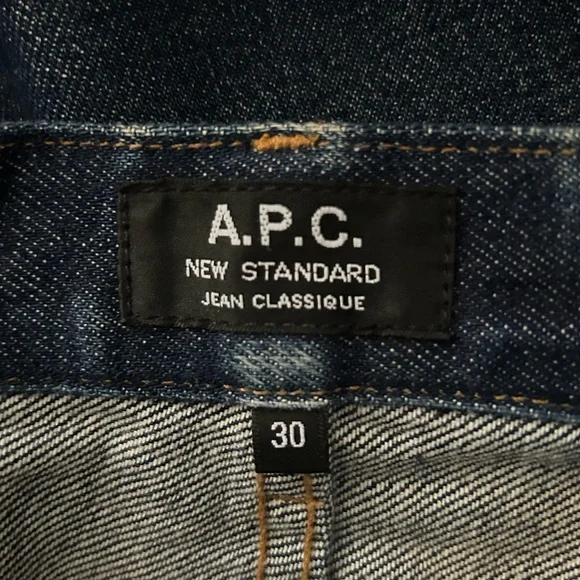 A.P.C.
NEW STANDARD
JEAN CLASSIQUE
30